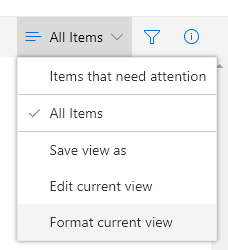 All Items
Items that need attention
All Items
Save view as
Edit current view
Format current view